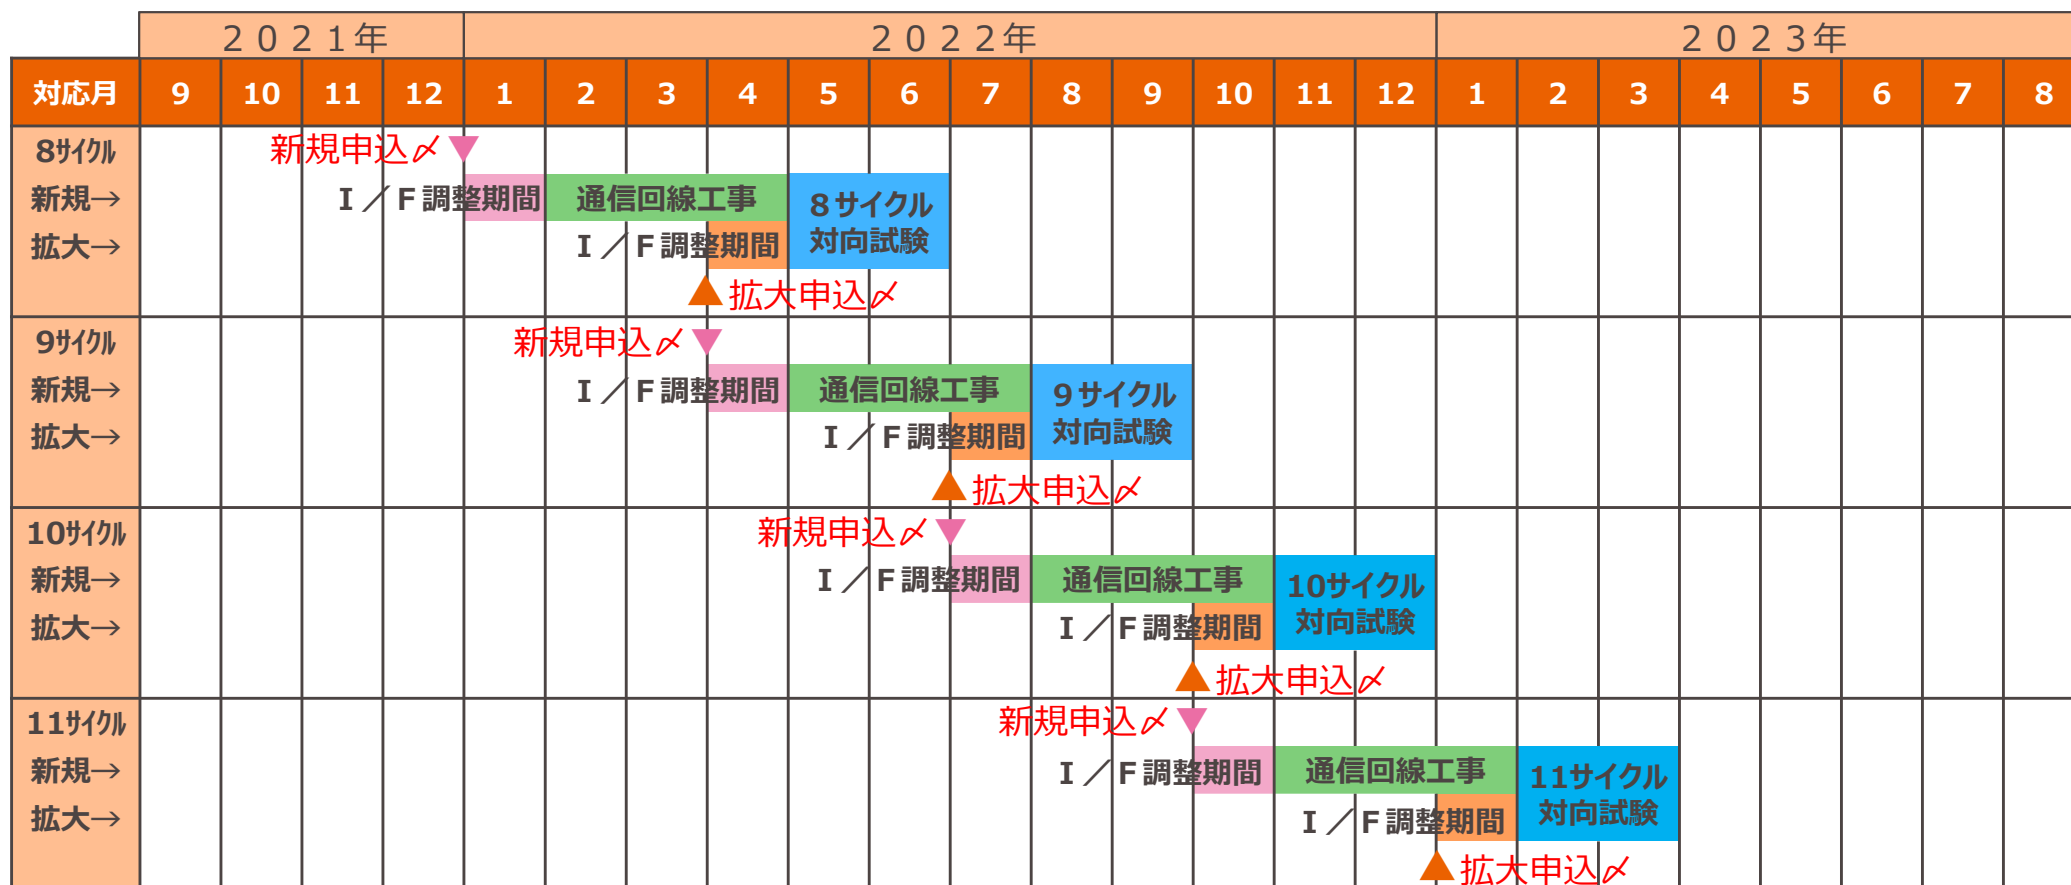 ２０２１年 ２０２２年 ２０２３年
対応月 9 10 11 12 1 2 3 4 5 6 7 8 9 10 11 12 1 2 3 4 5 6 7 8
8ｻｲｸﾙ
新規申込〆
新規→
Ｉ／Ｆ調整期間
通信回線工事
８サイクル
対向試験
拡大→
Ｉ／Ｆ調整期間
拡大申込〆
9ｻｲｸﾙ
新規申込〆
新規→
Ｉ／Ｆ調整期間
通信回線工事
９サイクル
対向試験
拡大→
Ｉ／Ｆ調整期間
拡大申込〆
10ｻｲｸﾙ
新規申込〆
新規→
Ｉ／Ｆ調整期間
通信回線工事
10サイクル
対向試験
拡大→
Ｉ／Ｆ調整期間
拡大申込〆
11ｻｲｸﾙ
新規申込〆
新規→
Ｉ／Ｆ調整期間
通信回線工事
11サイクル
対向試験
拡大→
Ｉ／Ｆ調整期間
拡大申込〆